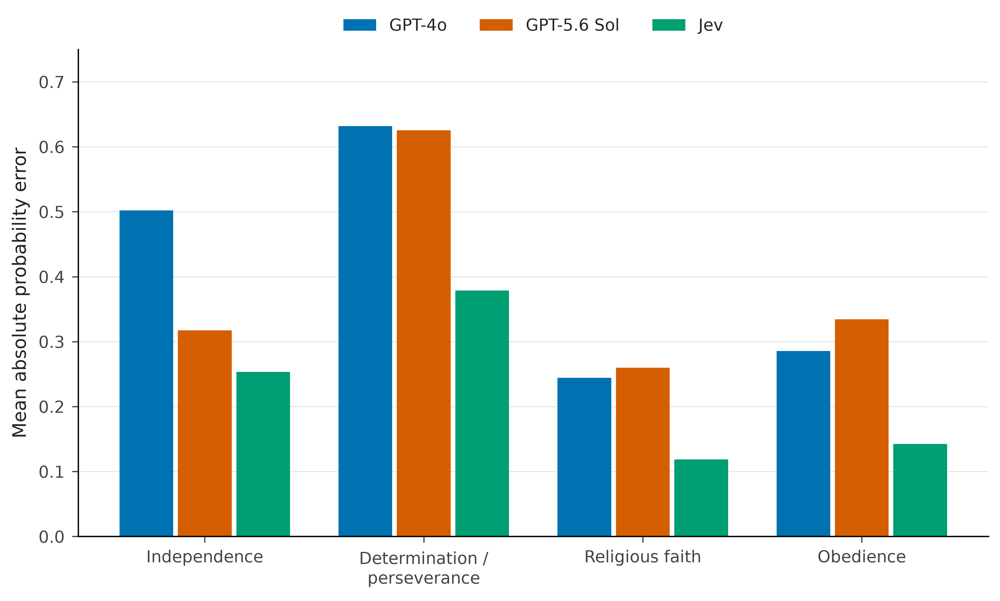 GPT-4o GPT-5.6 Sol Jev
Mean absolute probability error
0.7
0.6
0.5
0.4
0.3
0.2
0.1
0.0
Independence
Determination /
perseverance
Religious faith
Obedience